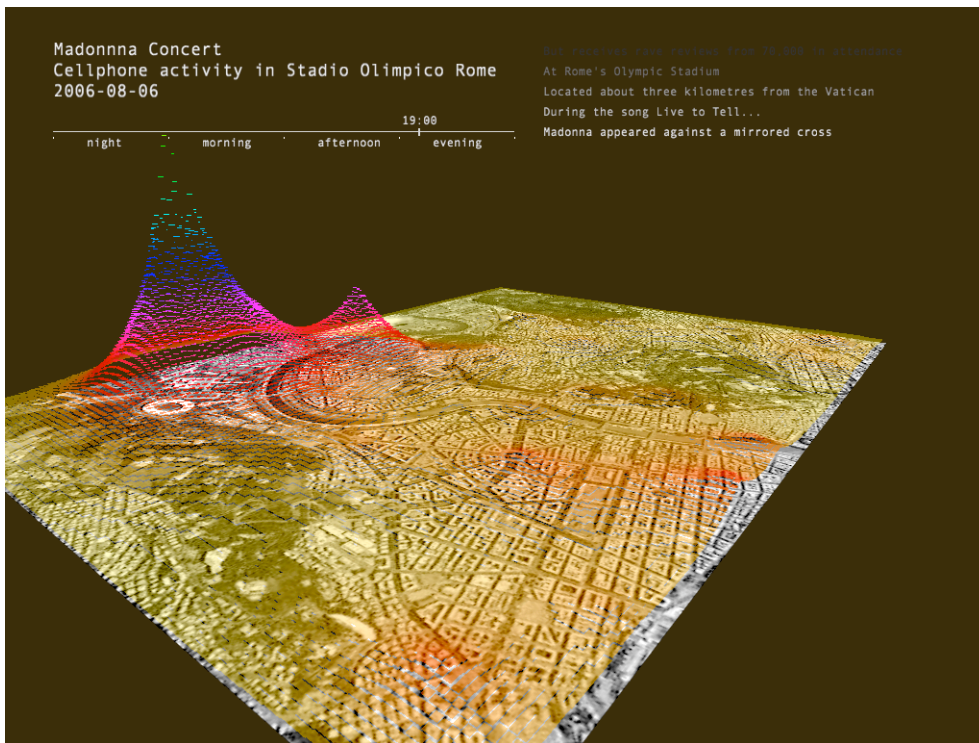 Madonnna Concert
Cellphone activity in Stadio Olimpico Rome
2006-08-06
19:00
night morning afternoon evening
At Rome's Olympic Stadium
Located about three kilometres from the Vatican
During the song Live to Tell...
Madonna appeared against a mirrored cross